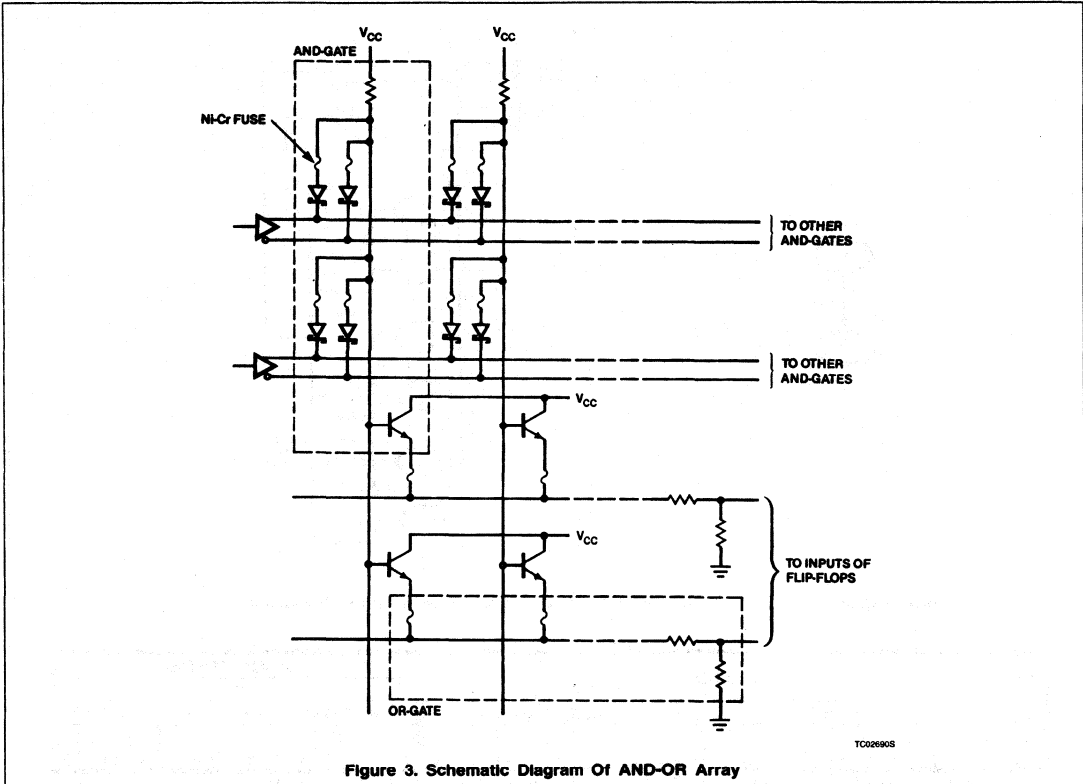 VCC VCC
AND-GATE
Ni-Cr FUSE
TO OTHER
AND-GATES
TO OTHER
AND-GATES
VCC
VCC
TO INPUTS OF
FLIP-FLOPS
OR-GATE
TC02690S
Figure 3. Schematic Diagram Of AND-OR Array